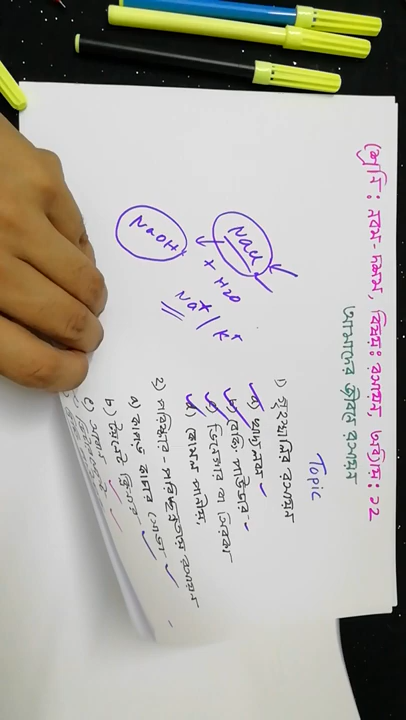 শ্রেণি: নবম-দশম, বিষয়: রসায়ন, অধ্যায়: ১২
আমাদের জীবনে রসায়ন
Topic
১) গৃহস্থালির রসায়ন
a) খাদ্য লবণ
b) বেকিং পাউডার
c) ভিনেগার বা সিরকা
d) কোমল পানীয়
২) পরিষ্কার-পরিচ্ছন্নতায় রসায়ন
a) কাপড় কাচার সোডা
b) টয়লেট ক্লিনার
c)
NaCl
+ H2O
NaOH
Na+ / K+